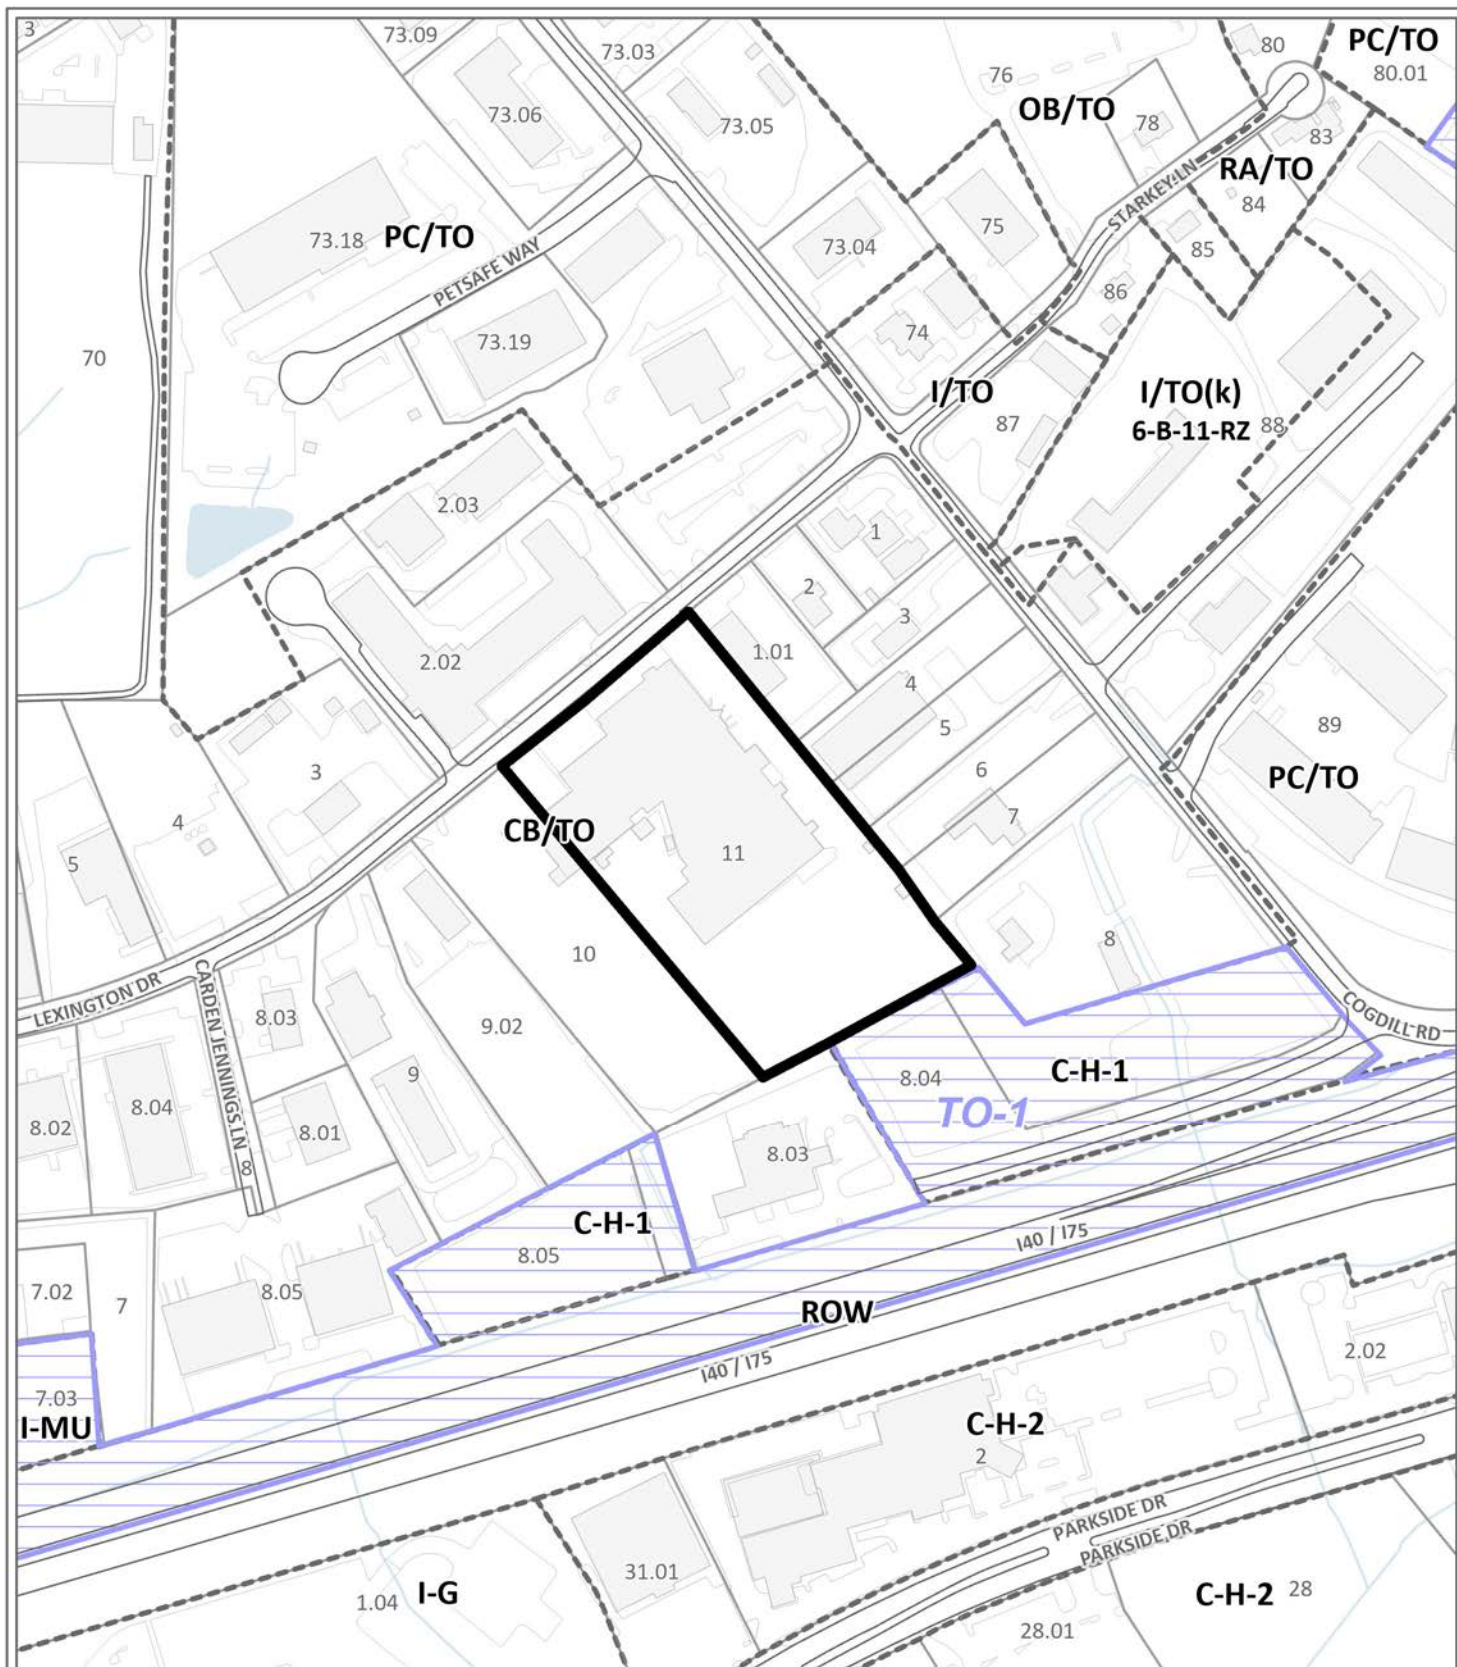 3
73.09
73.03
80
PC/TO
80.01
76
OB/TO
73.06
73.05
78
83
STARKEY LN
RA/TO
84
75
73.18
PC/TO
73.04
85
PETSAFE WAY
86
74
73.19
70
I/TO
I/TO(k)
6-B-11-RZ
87
88
2.03
1
2
3
1.01
2.02
4
5
89
6
PC/TO
3
7
4
CB/TO
11
5
8
10
LEXINGTON DR
CARDEN JENNINGS LN
COGDILL RD
8.03
9.02
C-H-1
8.04
9
TO-1
8.04
8.02
8.01
8.03
8
C-H-1
8.05
I40 / I75
7.02
7
8.05
ROW
2.02
I40 / I75
7.03
I-MU
C-H-2
2
PARKSIDE DR
PARKSIDE DR
31.01
1.04
I-G
C-H-2
28
28.01